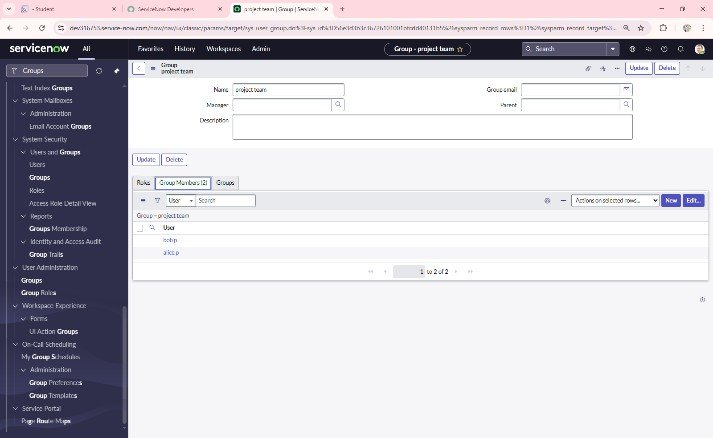 - Student
ServiceNow Developers
project team | Group | Service
servicenow
All
Favorites
History
Workspaces
Admin
Group - project team
Search
Groups
Text Index Groups
System Mailboxes
Administration
Email Account Groups
System Security
Users and Groups
Users
Groups
Roles
Access Role Detail View
Reports
Groups Membership
Identity and Access Audit
Group Trails
User Administration
Groups
Group Roles
Workspace Experience
Forms
UI Action Groups
On-Call Scheduling
My Group Schedules
Administration
Group Preferences
Group Templates
Service Portal
Page Route Maps
Group
project team
Update
Delete
Name
project team
Group email
Manager
Parent
Description
Update
Delete
Roles
Group Members (2)
Groups
User
Search
Actions on selected rows...
New
Edit...
Group = project team
User
bob p
alice p
1 to 2 of 2